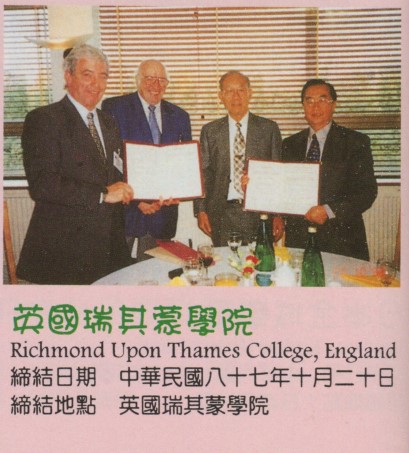 英國瑞其蒙學院
Richmond Upon Thames College, England
締結日期　中華民國八十七年十月二十日
締結地點　英國瑞其蒙學院